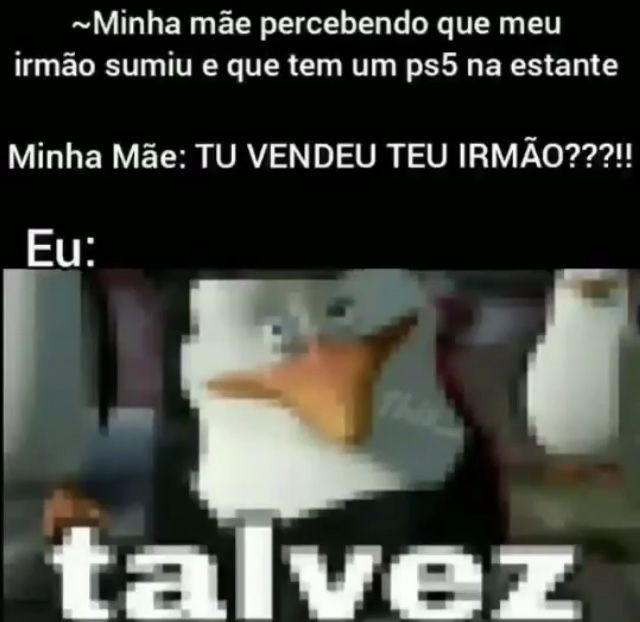 ~Minha mãe percebendo que meu
irmão sumiu e que tem um ps5 na estante
Minha Mãe: TU VENDEU TEU IRMÃO???!!
Eu:
talvez